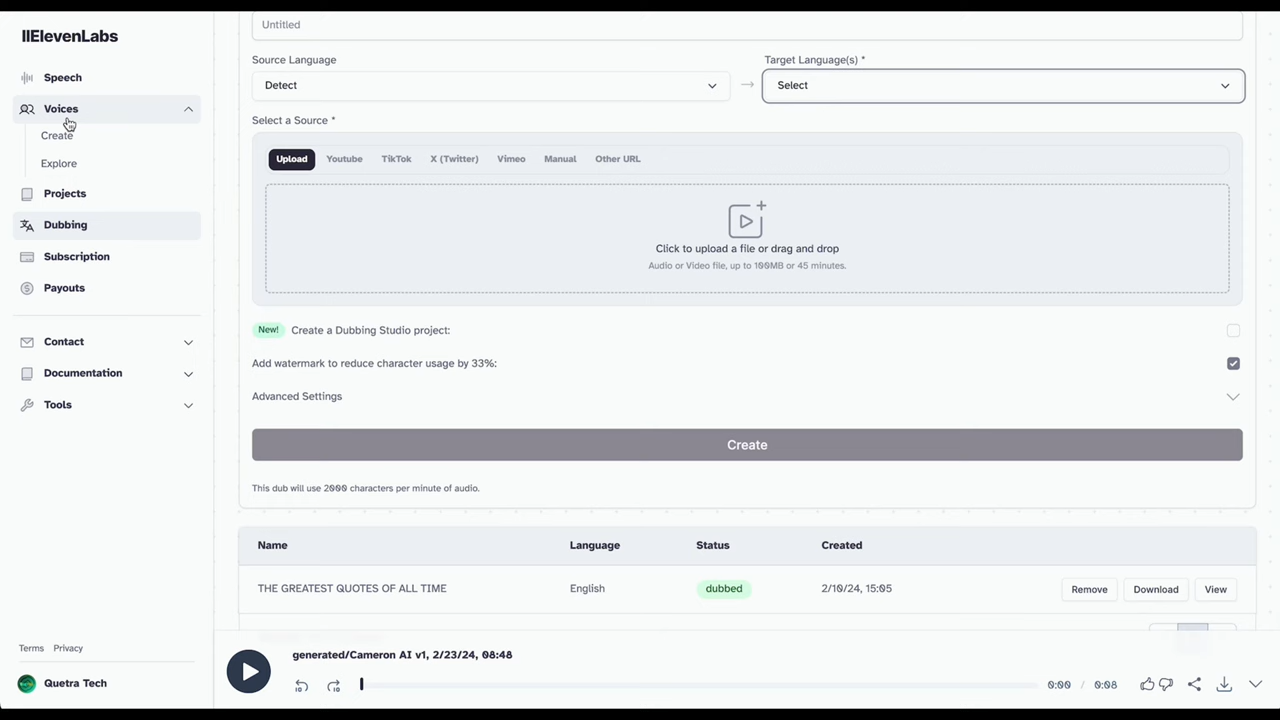 IIElevenLabs
Untitled
Speech
Source Language
Target Language(s) *
Detect
Select
Voices
Create
Explore
Select a Source *
Upload
Youtube
TikTok
X (Twitter)
Vimeo
Manual
Other URL
Projects
Click to upload a file or drag and drop
Audio or Video file, up to 100MB or 45 minutes.
Dubbing
Subscription
Payouts
New! Create a Dubbing Studio project:
Contact
Add watermark to reduce character usage by 33%:
Documentation
Advanced Settings
Tools
Create
This dub will use 2000 characters per minute of audio.
Name
Language
Status
Created
THE GREATEST QUOTES OF ALL TIME
English
dubbed
2/10/24, 15:05
Remove
Download
View
Terms
Privacy
generated/Cameron AI v1, 2/23/24, 08:48
Quetra Tech
10
10
0:00 / 0:08